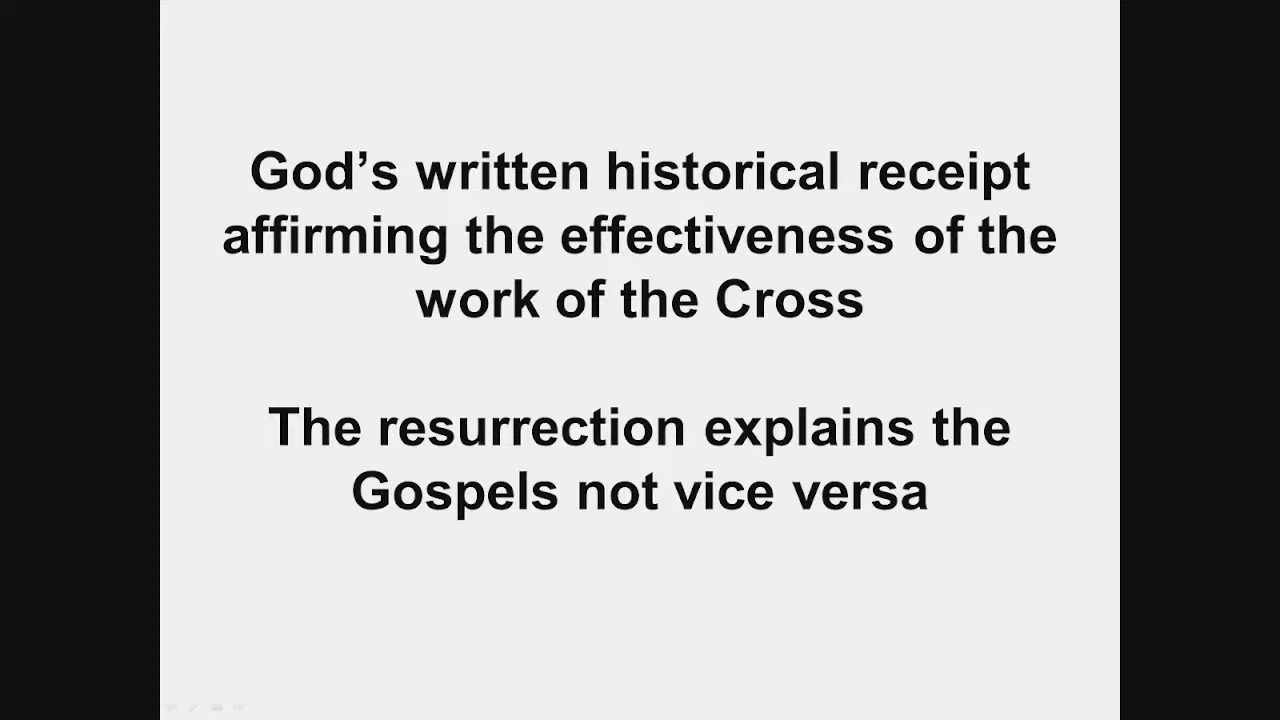 God’s written historical receipt
affirming the effectiveness of the
work of the Cross
The resurrection explains the
Gospels not vice versa